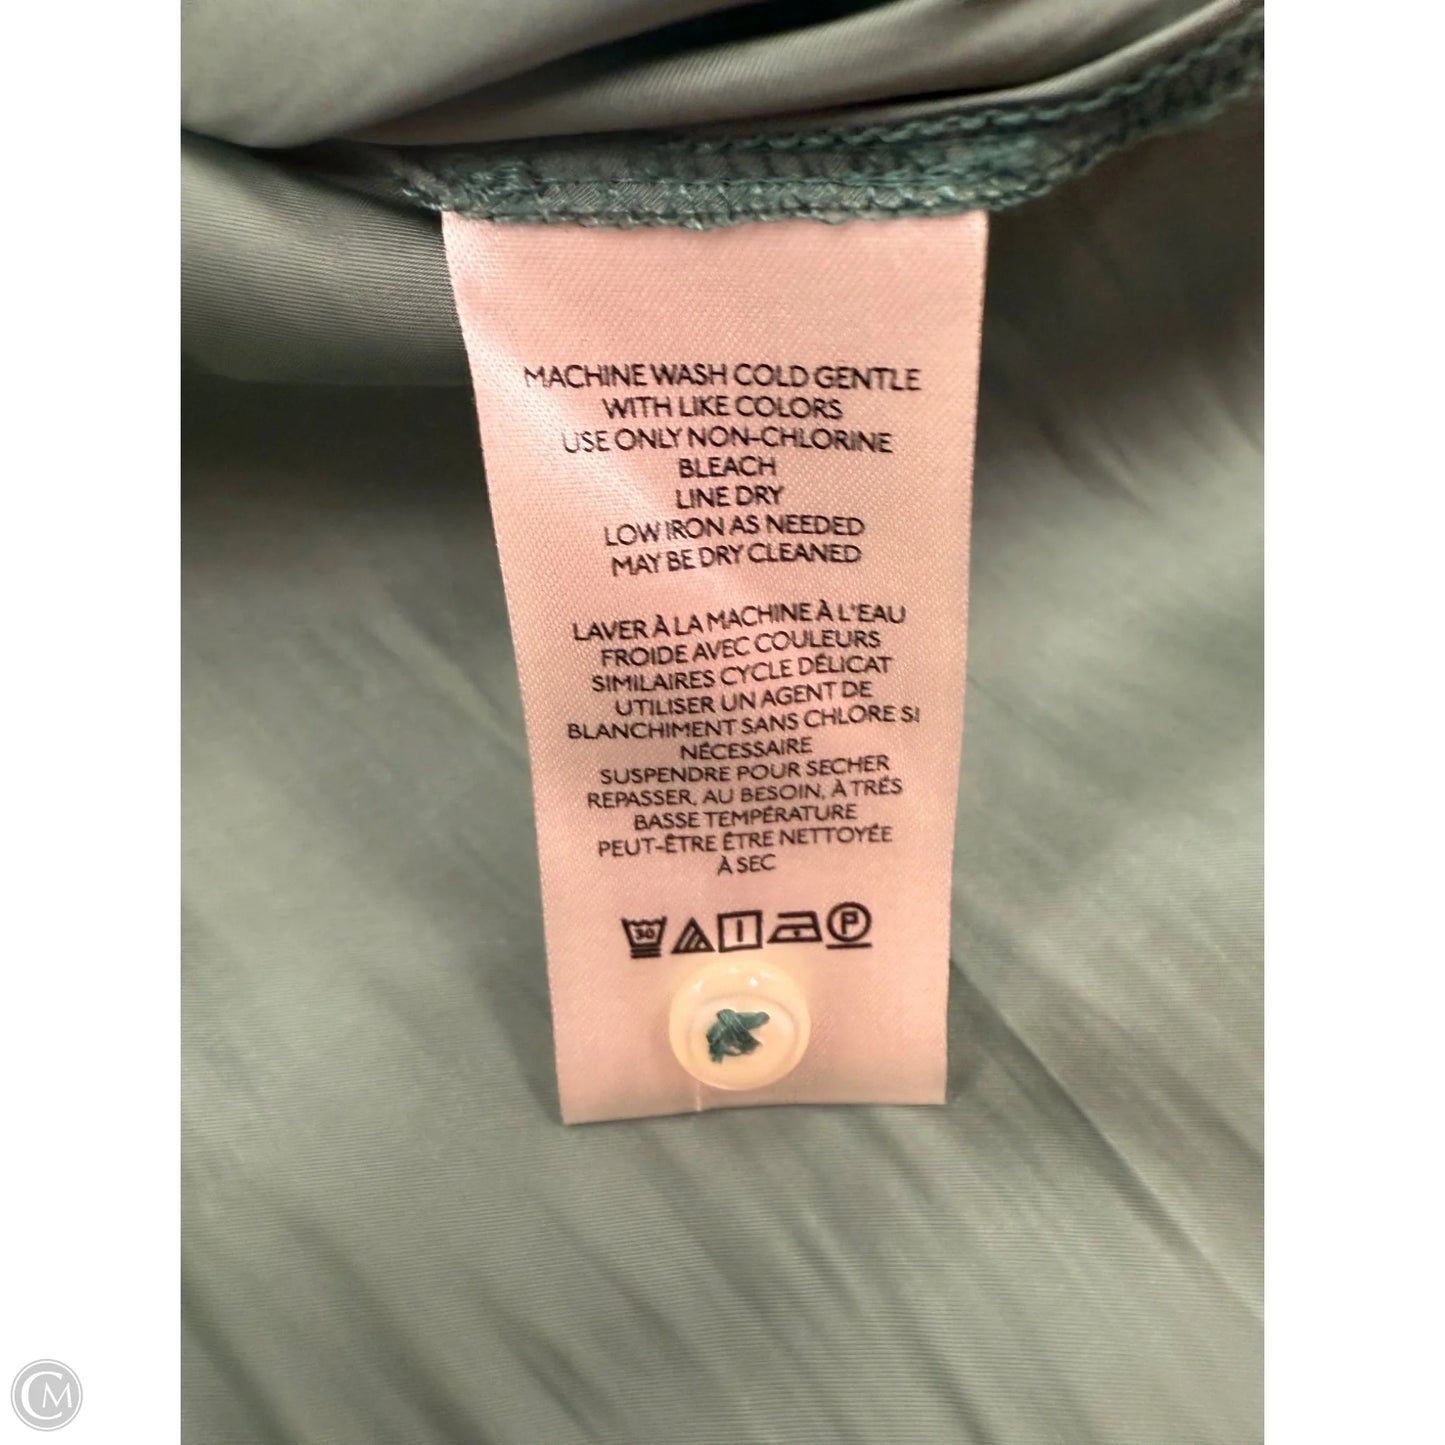 MACHINE WASH COLD GENTLE
WITH LIKE COLORS
USE ONLY NON-CHLORINE
BLEACH
LINE DRY
LOW IRON AS NEEDED
MAY BE DRY CLEANED
LAVER À LA MACHINE À L'EAU
FROIDE AVEC COULEURS
SIMILAIRES CYCLE DÉLICAT
UTILISER UN AGENT DE
BLANCHIMENT SANS CHLORE SI
NÉCESSAIRE
SUSPENDRE POUR SECHER
REPASSER, AU BESOIN, À TRÉS
BASSE TEMPÉRATURE
PEUT-ÊTRE ÊTRE NETTOYÉE
À SEC
30 P
CM